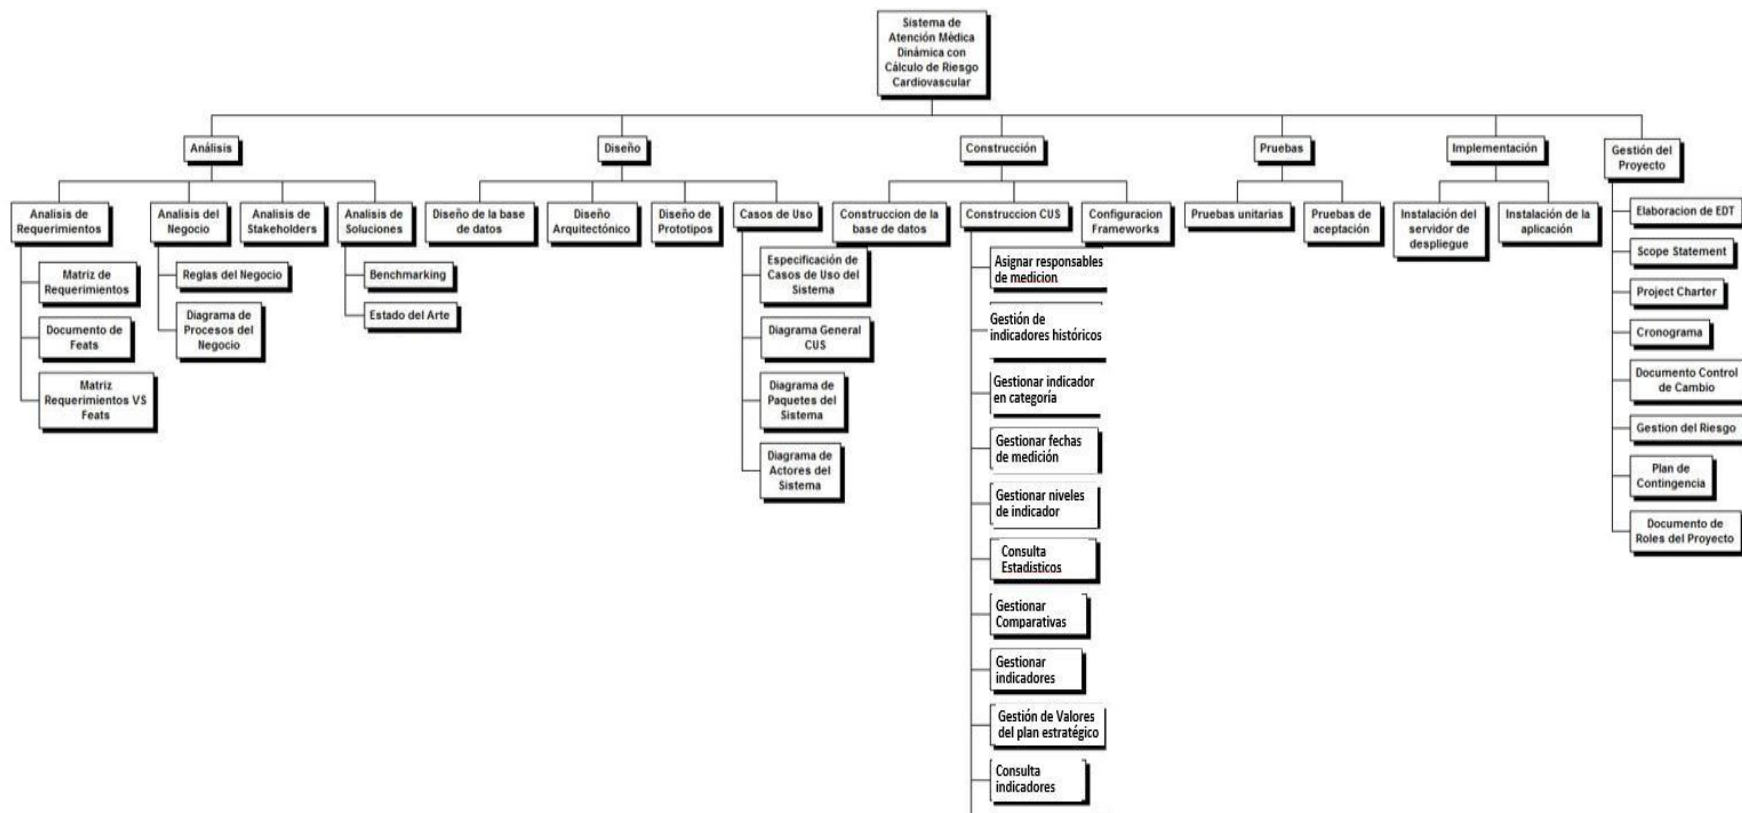 Sistema de
Atención Médica
Dinámica con
Cálculo de Riesgo
Cardiovascular
Análisis
Diseño
Construcción
Pruebas
Implementación
Gestión del
Proyecto
Analisis de
Requerimientos
Analisis del
Negocio
Analisis de
Stakeholders
Analisis de
Soluciones
Diseño de la base
de datos
Diseño
Arquitectónico
Diseño de
Prototipos
Casos de Uso
Construccion de la
base de datos
Construccion CUS
Configuracion
Frameworks
Pruebas unitarias
Pruebas de
aceptación
Instalación del
servidor de
despliegue
Instalación de la
aplicación
Matriz de
Requerimientos
Documento de
Feats
Matriz
Requerimientos VS
Feats
Reglas del Negocio
Diagrama de
Procesos del
Negocio
Benchmarking
Estado del Arte
Especificación de
Casos de Uso del
Sistema
Diagrama General
CUS
Diagrama de
Paquetes del
Sistema
Diagrama de
Actores del
Sistema
Asignar responsables
de medicion
Gestión de
indicadores históricos
Gestionar indicador
en categoría
Gestionar fechas
de medición
Gestionar niveles
de indicador
Consulta
Estadisticos
Gestionar
Comparativas
Gestionar
indicadores
Gestión de Valores
del plan estratégico
Consulta
indicadores
Elaboracion de EDT
Scope Statement
Project Charter
Cronograma
Documento Control
de Cambio
Gestion del Riesgo
Plan de
Contingencia
Documento de
Roles del Proyecto